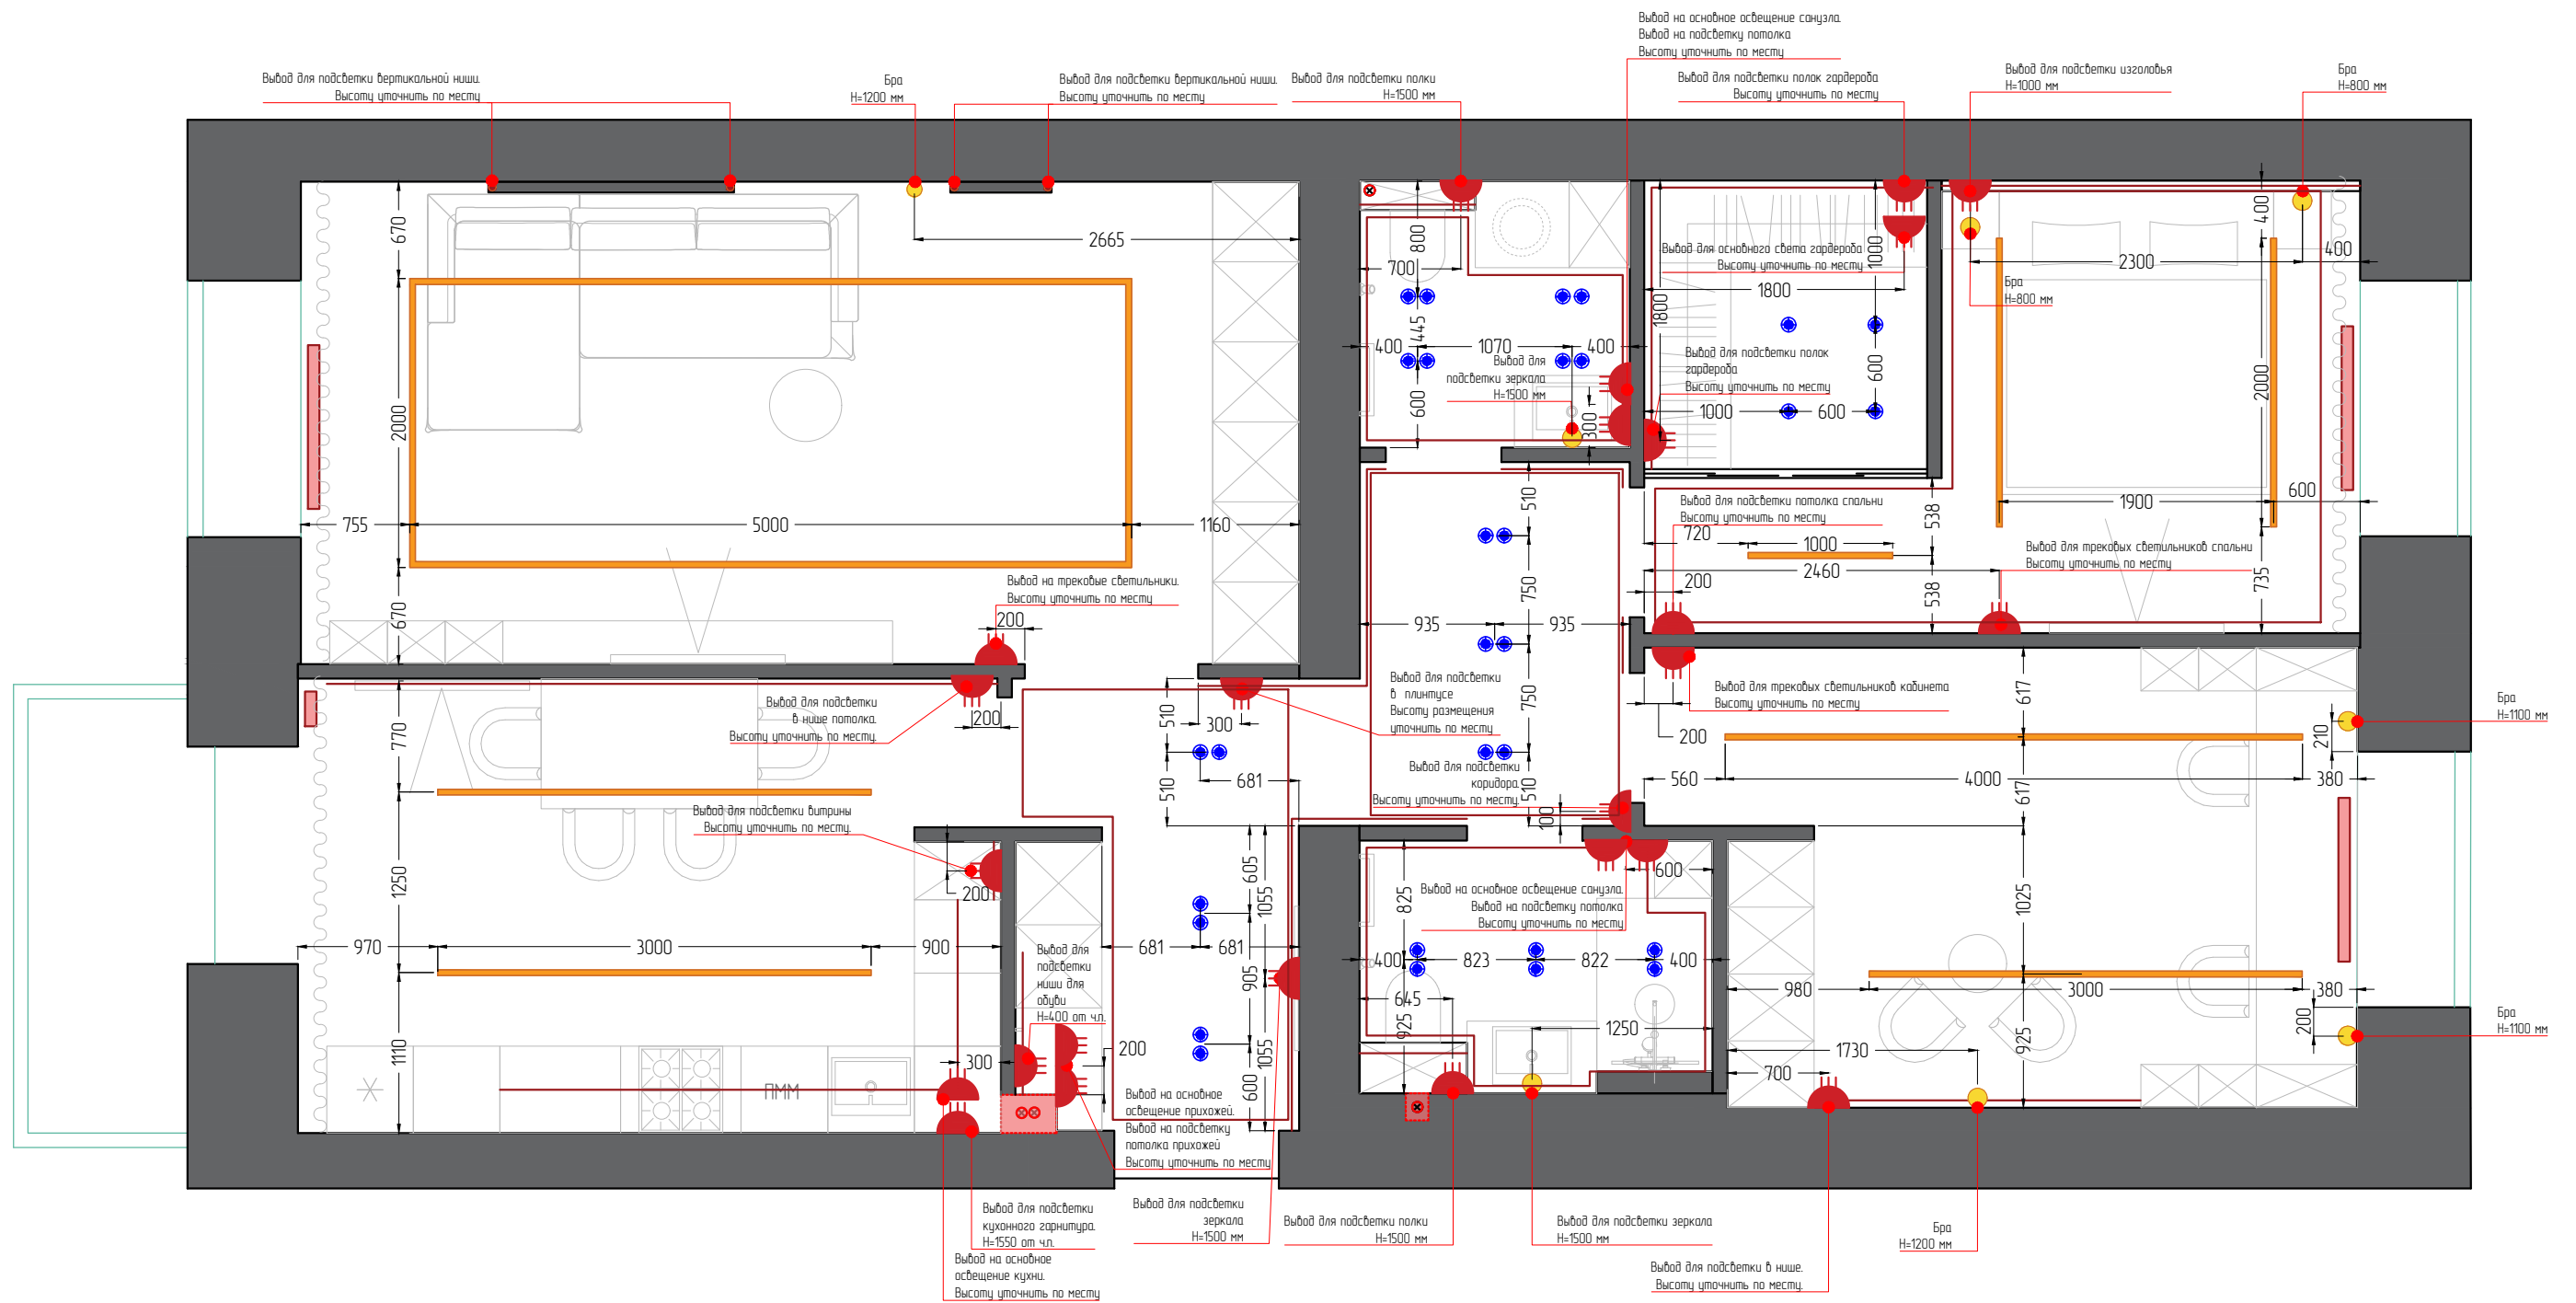 Вывод на основное освещение санузла.
Вывод на подсветку потолка
Высоту уточнить по месту
Вывод для подсветки вертикальной ниши.
Высоту уточнить по месту
Бра
Н=1200 мм
Вывод для подсветки вертикальной ниши.
Высоту уточнить по месту
Вывод для подсветки полки
Н=1500 мм
Вывод для подсветки полок гардероба
Высоту уточнить по месту
Вывод для подсветки изголовья
Н=1000 мм
Бра
Н=800 мм
670
2665
2000
755
5000
1160
670
Вывод на трековые светильники.
Высоту уточнить по месту
200
800
700
445
400
1070
400
Вывод для
подсветки зеркала
Н=1500 мм
600
300
Вывод для основного света гардероба
Высоту уточнить по месту
1000
1800
1800
Вывод для подсветки полок
гардероба
Высоту уточнить по месту
600
1000
600
400
2300
400
Бра
Н=800 мм
2000
1900
600
Вывод для подсветки потолка спальни
Высоту уточнить по месту
538
720
1000
2460
200
538
Вывод для трековых светильников спальни
Высоту уточнить по месту
735
510
750
935
935
750
510
100
Вывод для подсветки
в плинтусе
Высоту размещения
уточнить по месту
Вывод для подсветки
коридора.
Высоту уточнить по месту.
Вывод для подсветки
в нише потолка.
Высоту уточнить по месту.
200
770
510
300
510
681
Вывод для подсветки витрины
Высоту уточнить по месту.
200
1250
970
3000
900
1110
300
ПММ
Вывод для
подсветки
ниши для
обуви
Н=400 от ч.п.
681
681
605
1055
905
1055
600
200
Вывод на основное
освещение прихожей.
Вывод на подсветку
потолка прихожей
Высоту уточнить по месту
825
600
Вывод на основное освещение санузла.
Вывод на подсветку потолка
Высоту уточнить по месту
400
823
822
400
645
925
1250
Вывод для трековых светильников кабинета
Высоту уточнить по месту
617
200
560
4000
380
210
617
Бра
Н=1100 мм
1025
980
3000
380
200
Бра
Н=1100 мм
1730
925
700
Вывод для подсветки
кухонного гарнитура.
Н=1550 от ч.п.
Вывод на основное
освещение кухни.
Высоту уточнить по месту
Вывод для подсветки
зеркала
Н=1500 мм
Вывод для подсветки полки
Н=1500 мм
Вывод для подсветки зеркала
Н=1500 мм
Бра
Н=1200 мм
Вывод для подсветки в нише.
Высоту уточнить по месту.